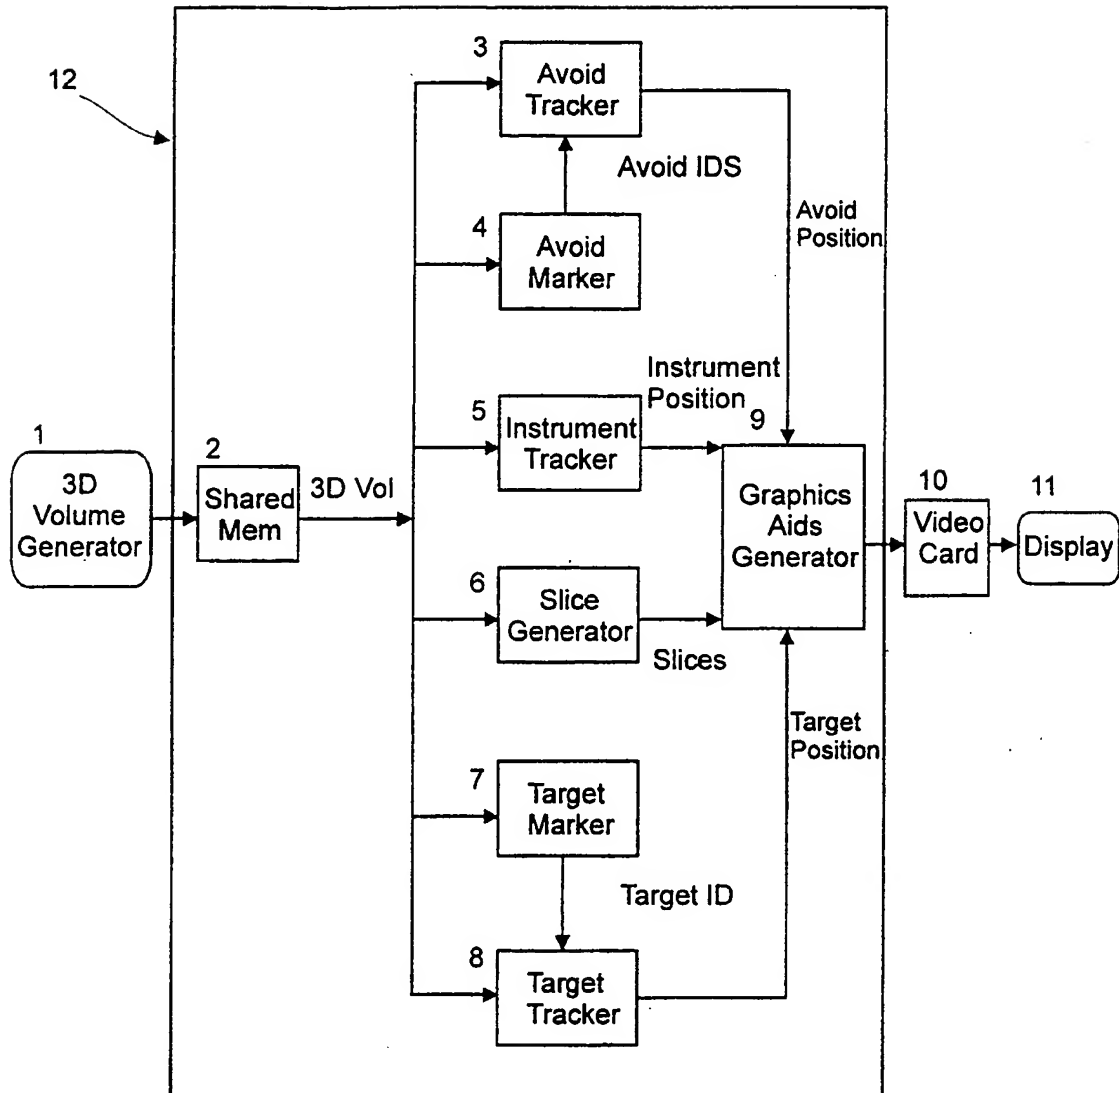 12
3
Avoid
Tracker
Avoid IDS
4
Avoid
Marker
Avoid
Position
Instrument
Position
5
Instrument
Tracker
1
3D
Volume
Generator
2
Shared
Mem
3D Vol
9
Graphics
Aids
Generator
10
Video
Card
11
Display
6
Slice
Generator
Slices
Target
Position
7
Target
Marker
Target ID
8
Target
Tracker